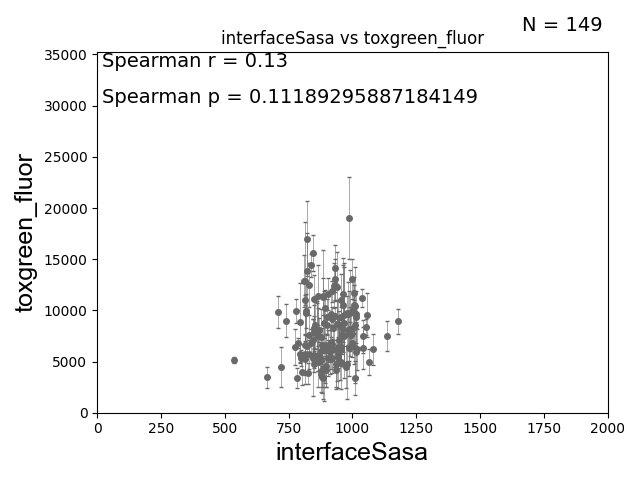 N = 149
interfaceSasa vs toxgreen_fluor
Spearman r = 0.13
Spearman p = 0.11189295887184149
35000
30000
25000
20000
15000
10000
5000
0
toxgreen_fluor
0 250 500 750 1000 1250 1500 1750 2000
interfaceSasa